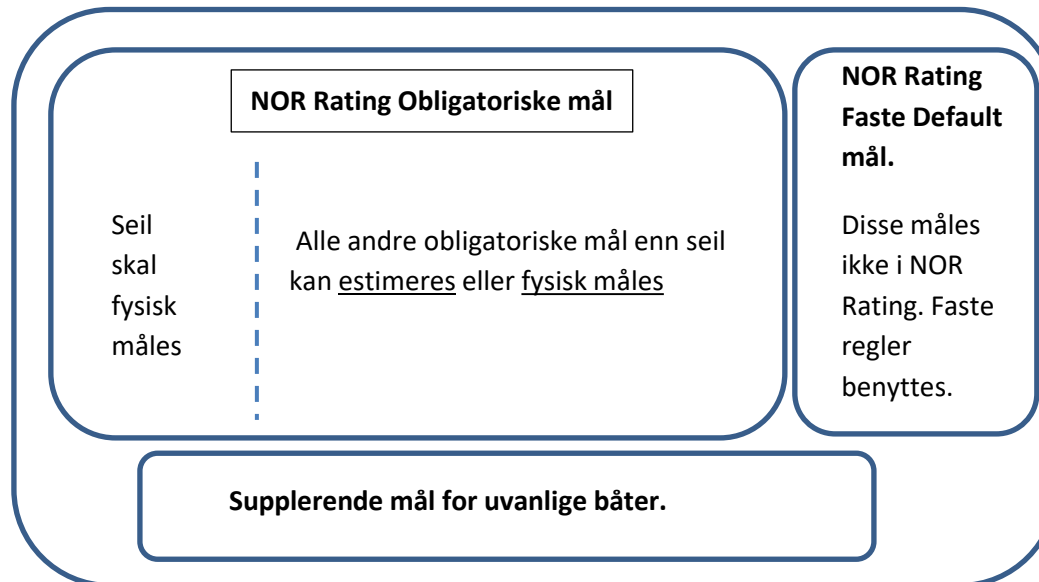 NOR Rating Obligatoriske mål
Seil
skal
fysisk
måles
Alle andre obligatoriske mål enn seil
kan estimeres eller fysisk måles
NOR Rating
Faste Default
mål.
Disse måles
ikke i NOR
Rating. Faste
regler
benyttes.
Supplerende mål for uvanlige båter.